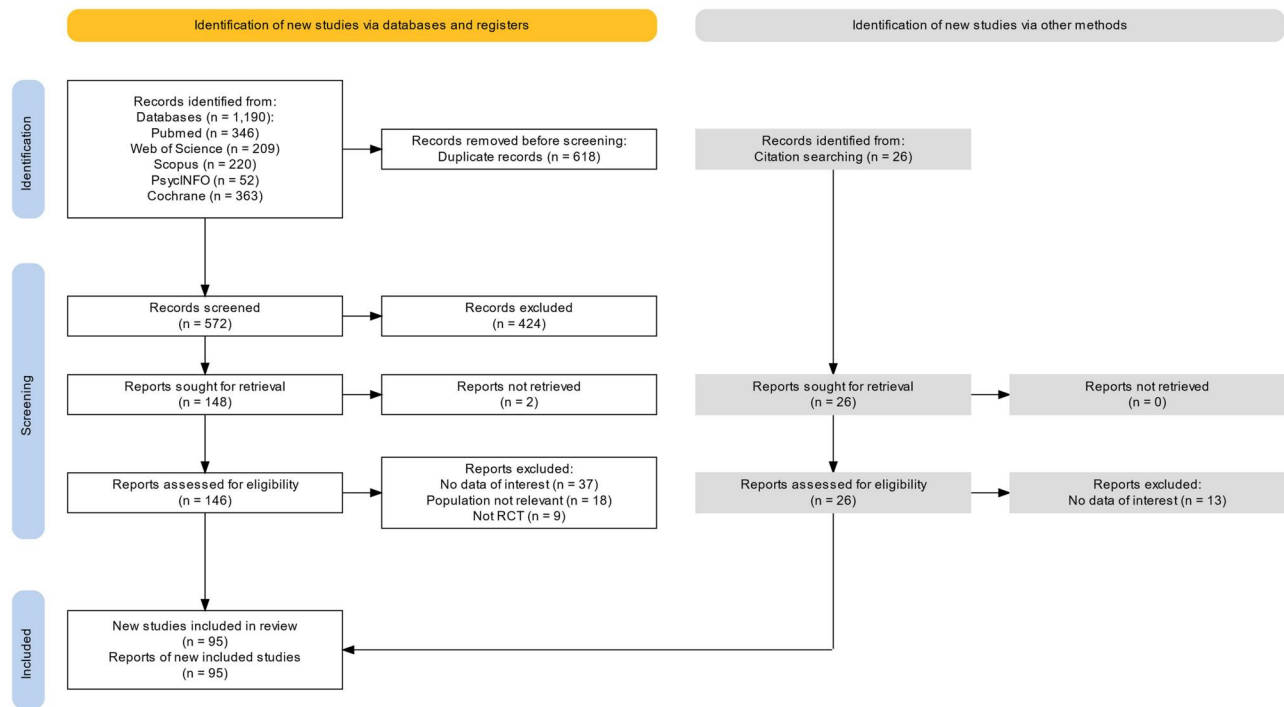 Identification of new studies via databases and registers
Identification of new studies via other methods
Identification
Records identified from:
Databases (n = 1,190):
Pubmed (n = 346)
Web of Science (n = 209)
Scopus (n = 220)
PsycINFO (n = 52)
Cochrane (n = 363)
Records removed before screening:
Duplicate records (n = 618)
Records identified from:
Citation searching (n = 26)
Screening
Records screened
(n = 572)
Records excluded
(n = 424)
Reports sought for retrieval
(n = 148)
Reports not retrieved
(n = 2)
Reports sought for retrieval
(n = 26)
Reports not retrieved
(n = 0)
Reports assessed for eligibility
(n = 146)
Reports excluded:
No data of interest (n = 37)
Population not relevant (n = 18)
Not RCT (n = 9)
Reports assessed for eligibility
(n = 26)
Reports excluded:
No data of interest (n = 13)
Included
New studies included in review
(n = 95)
Reports of new included studies
(n = 95)